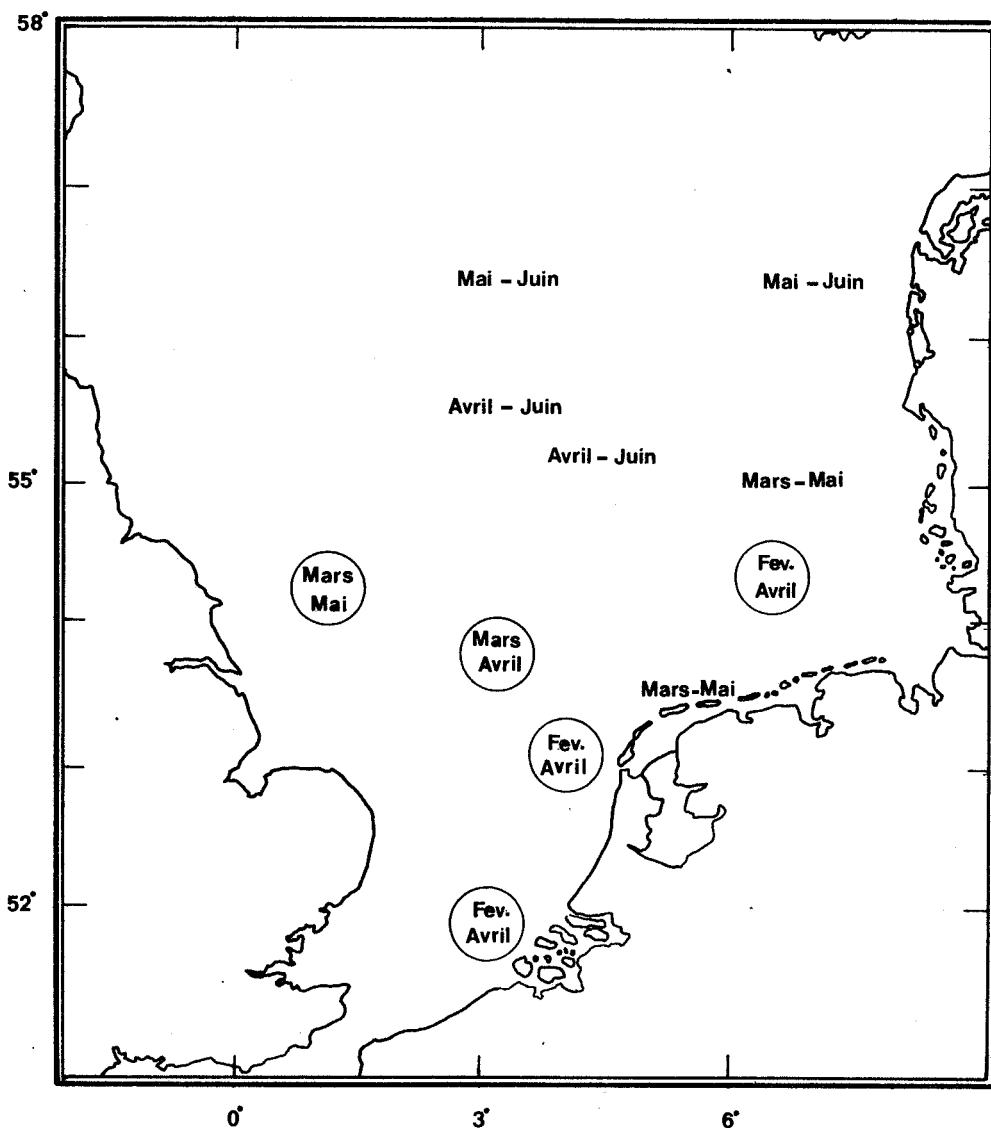 58°
Mai – Juin
Mai – Juin
Avril – Juin
Avril – Juin
55°
Mars – Mai
Mars
Mai
Fev.
Avril
Mars
Avril
Mars-Mai
Fev.
Avril
52°
Fev.
Avril
0°
3°
6°